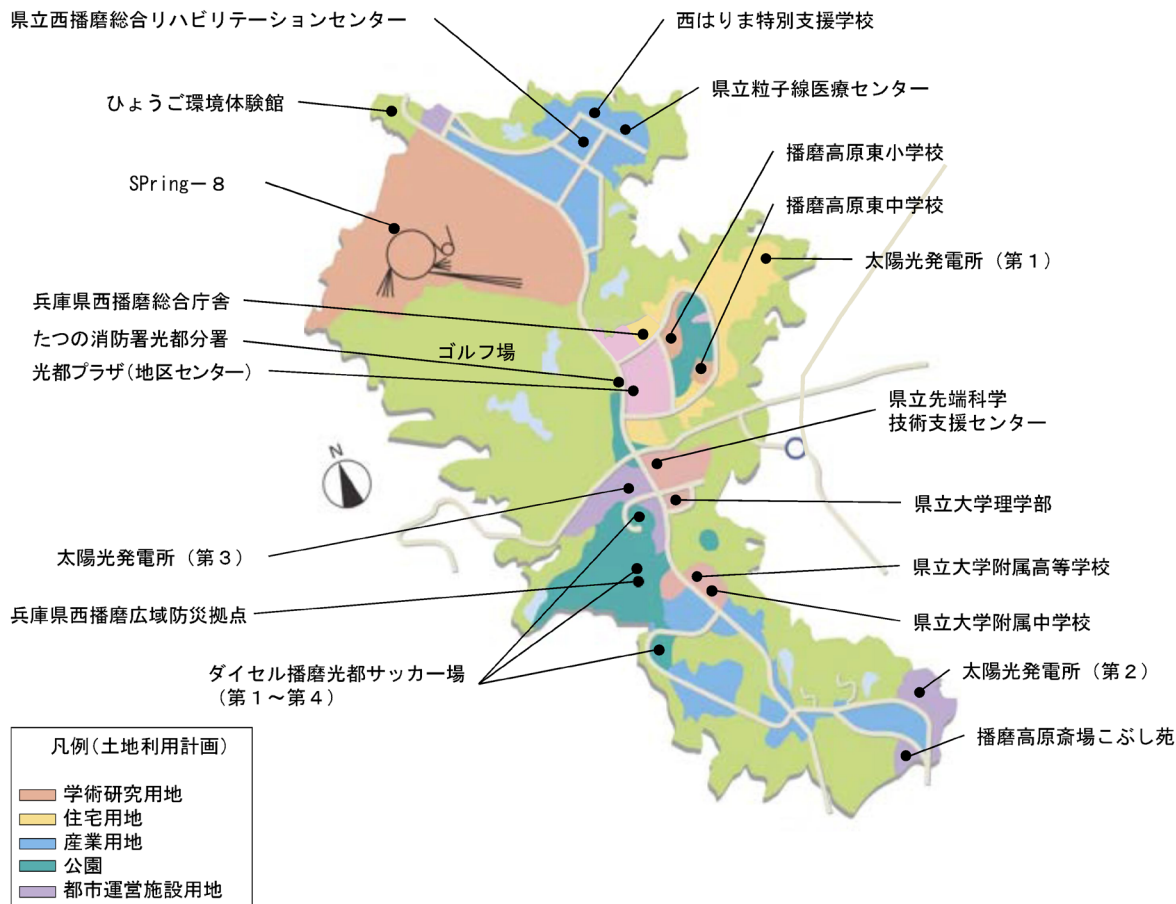 県立西播磨総合リハビリテーションセンター
西はりま特別支援学校
県立粒子線医療センター
ひょうご環境体験館
播磨高原東小学校
SPring－８
播磨高原東中学校
太陽光発電所（第１）
兵庫県西播磨総合庁舎
たつの消防署光都分署
ゴルフ場
光都プラザ(地区センター)
県立先端科学
技術支援センター
N
県立大学理学部
太陽光発電所（第３）
県立大学附属高等学校
兵庫県西播磨広域防災拠点
県立大学附属中学校
ダイセル播磨光都サッカー場
（第１～第４）
太陽光発電所（第２）
播磨高原斎場こぶし苑
凡例(土地利用計画)
学術研究用地
住宅用地
産業用地
公園
都市運営施設用地